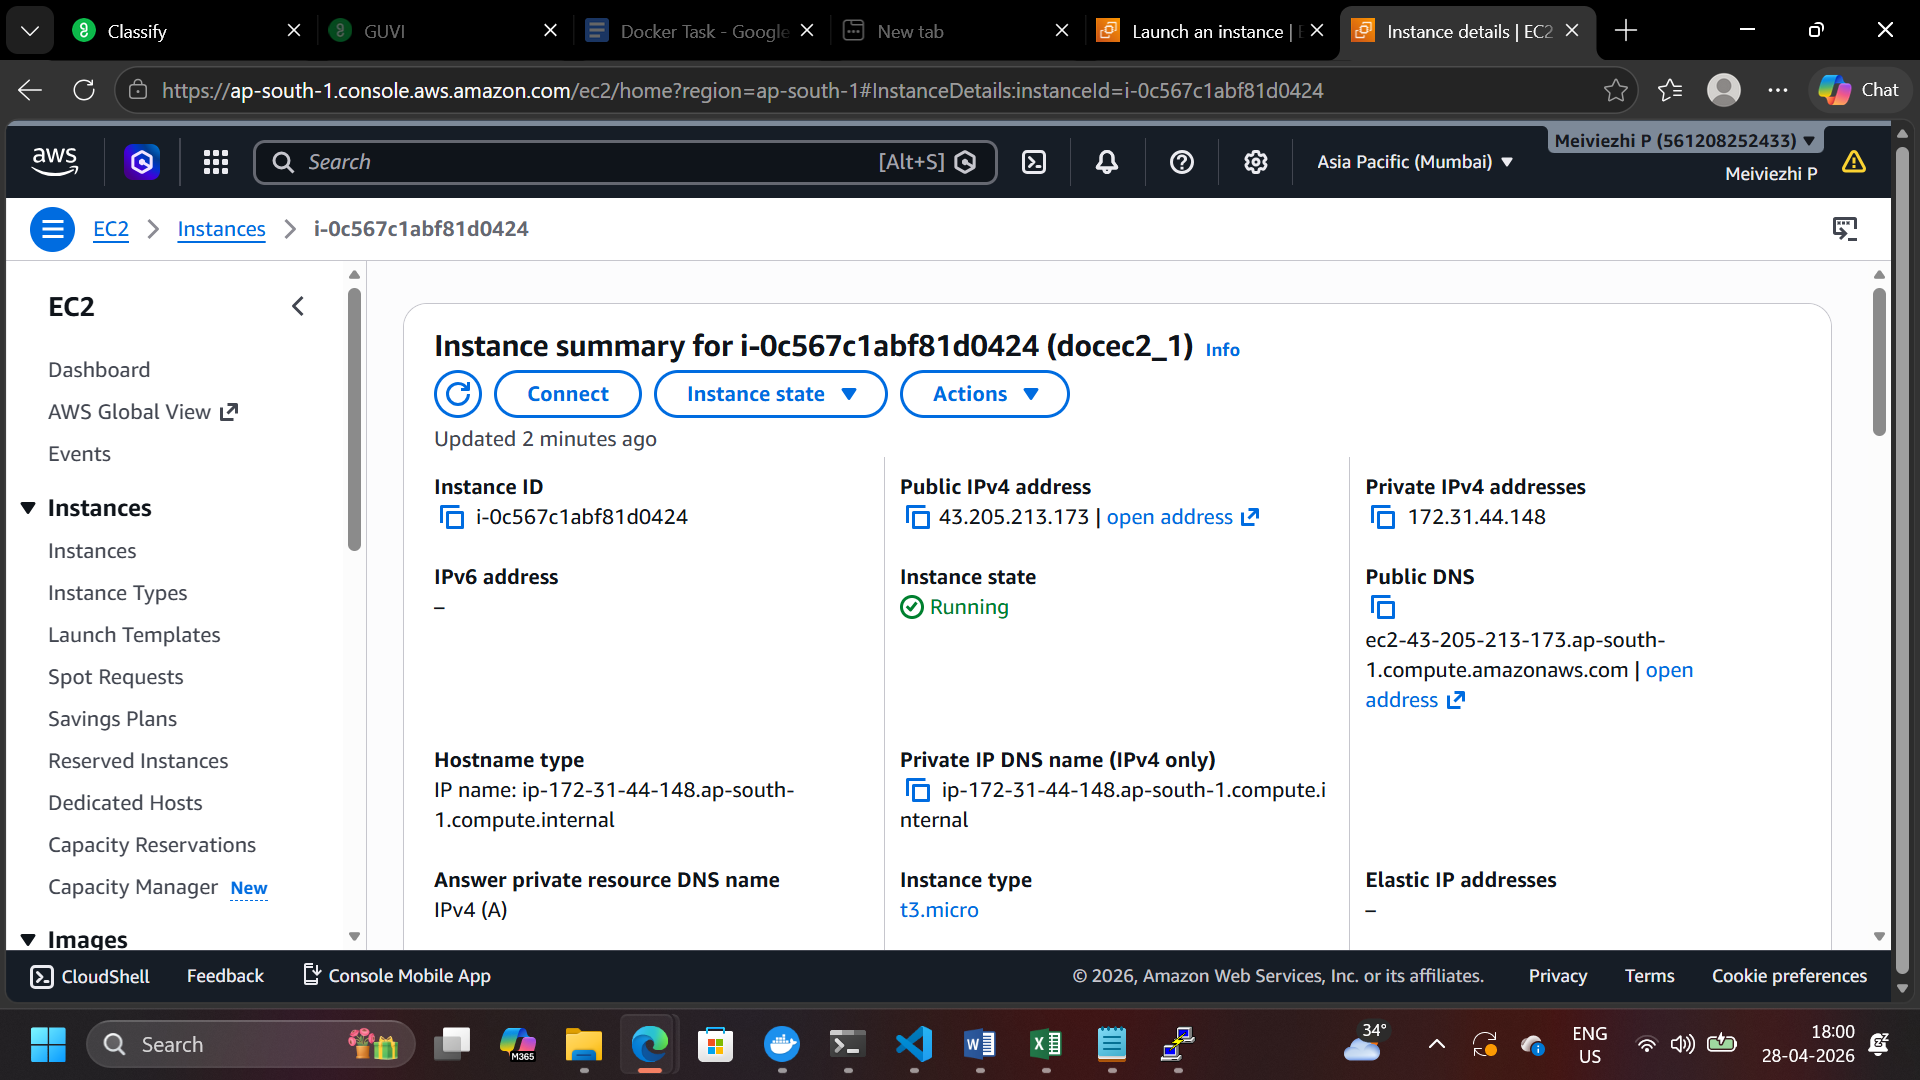 Classify
GUVI
Docker Task - Google
New tab
Launch an instance | E
Instance details | EC2
https://ap-south-1.console.aws.amazon.com/ec2/home?region=ap-south-1#InstanceDetails:instanceId=i-0c567c1abf81d0424
Chat
aws
Search
[Alt+S]
Asia Pacific (Mumbai)
Meiviezhi P (561208252433)
Meiviezhi P
EC2
Instances
i-0c567c1abf81d0424
EC2
Dashboard
AWS Global View
Events
Instances
Instances
Instance Types
Launch Templates
Spot Requests
Savings Plans
Reserved Instances
Dedicated Hosts
Capacity Reservations
Capacity Manager New
Images
Instance summary for i-0c567c1abf81d0424 (docec2_1) Info
Connect
Instance state
Actions
Updated 2 minutes ago
Instance ID
i-0c567c1abf81d0424
Public IPv4 address
43.205.213.173 | open address
Private IPv4 addresses
172.31.44.148
IPv6 address
–
Instance state
Running
Public DNS
ec2-43-205-213-173.ap-south-
1.compute.amazonaws.com | open
address
Hostname type
IP name: ip-172-31-44-148.ap-south-
1.compute.internal
Private IP DNS name (IPv4 only)
ip-172-31-44-148.ap-south-1.compute.i
nternal
Answer private resource DNS name
IPv4 (A)
Instance type
t3.micro
Elastic IP addresses
–
CloudShell
Feedback
Console Mobile App
© 2026, Amazon Web Services, Inc. or its affiliates.
Privacy
Terms
Cookie preferences
Search
M365
34°
ENG
US
18:00
28-04-2026